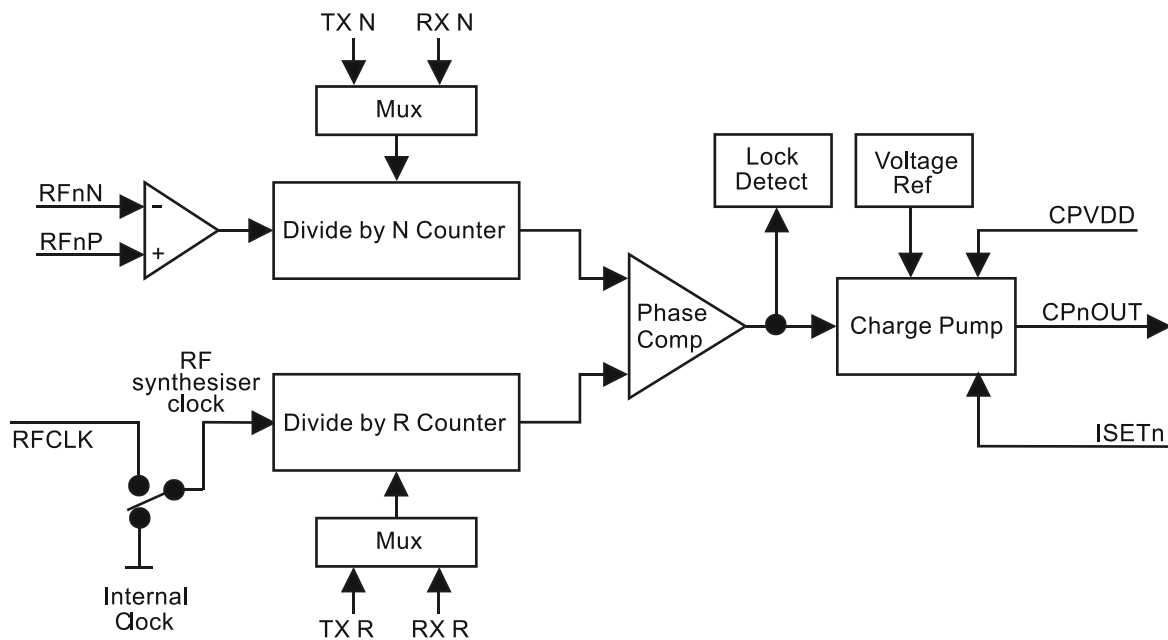 TX N
RX N
Mux
RFnN
-
RFnP
+
Divide by N Counter
Lock
Detect
Voltage
Ref
CPVDD
Phase
Comp
Charge Pump
CPnOUT
RF
synthesiser
clock
RFCLK
Divide by R Counter
ISETn
Mux
Internal
Clock
TX R
RX R